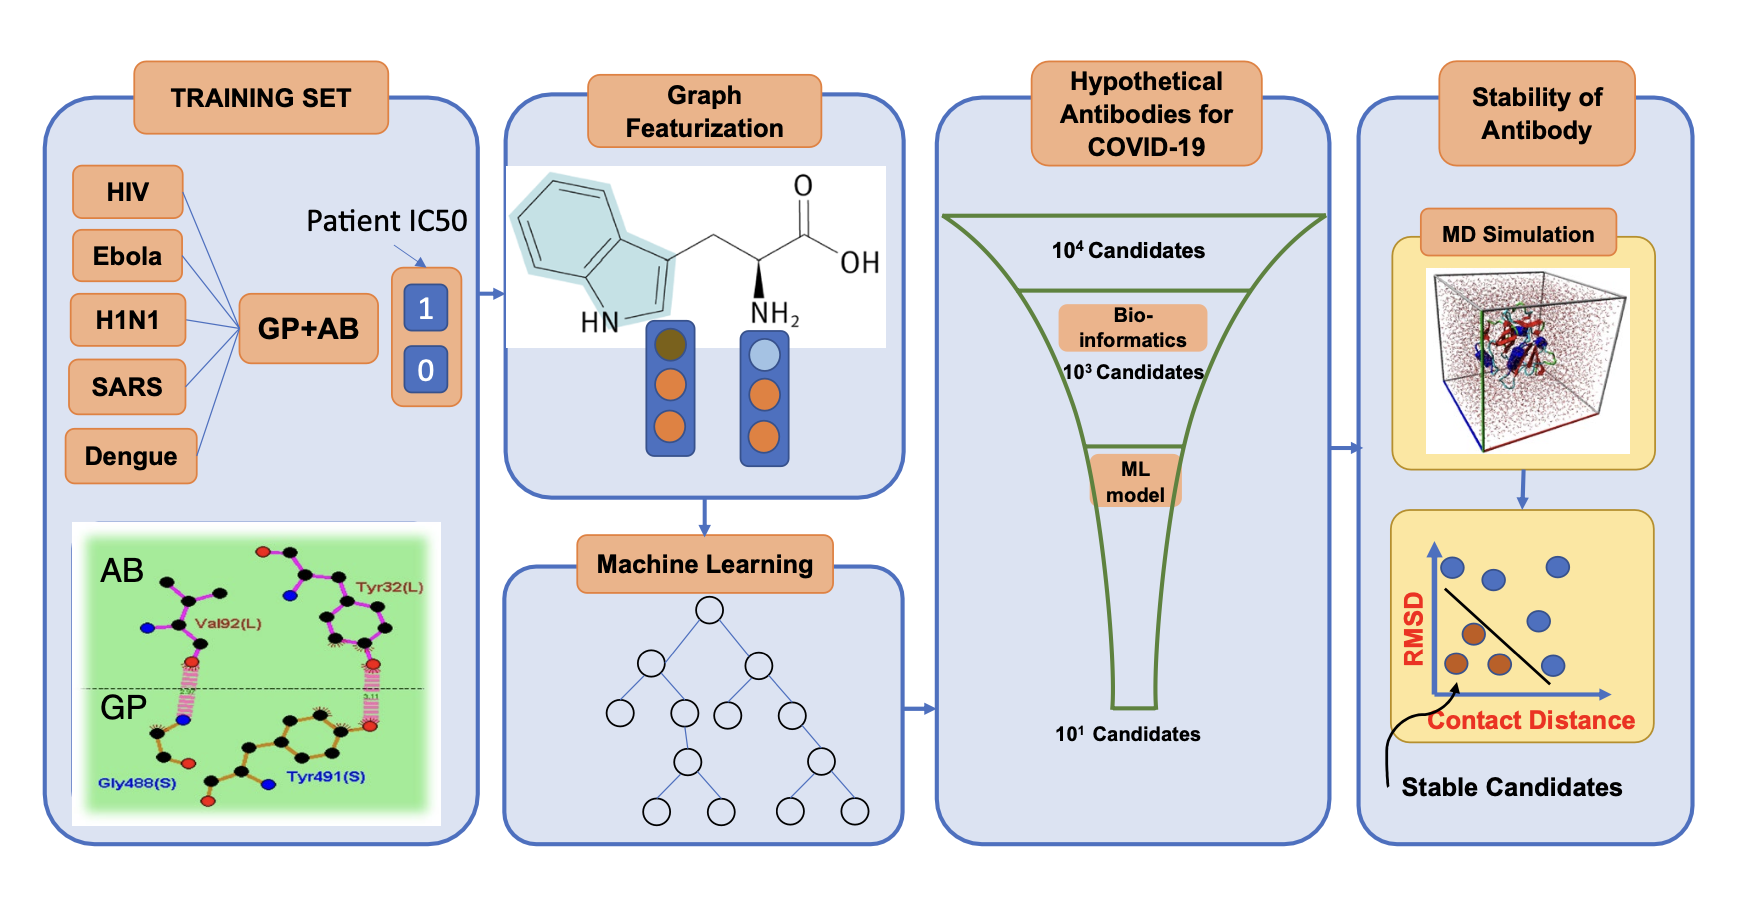 TRAINING SET
HIV
Ebola
H1N1
SARS
Dengue
GP+AB
Patient IC50
1
0
AB
Tyr32(L)
Val92(L)
3.11
GP
Gly488(S)
Tyr491(S)
Graph
Featurization
O
OH
HN
NH₂
Machine Learning
Hypothetical
Antibodies for
COVID-19
10⁴ Candidates
Bio-
informatics
10³ Candidates
ML
model
10¹ Candidates
Stability of
Antibody
MD Simulation
RMSD
Contact Distance
Stable Candidates